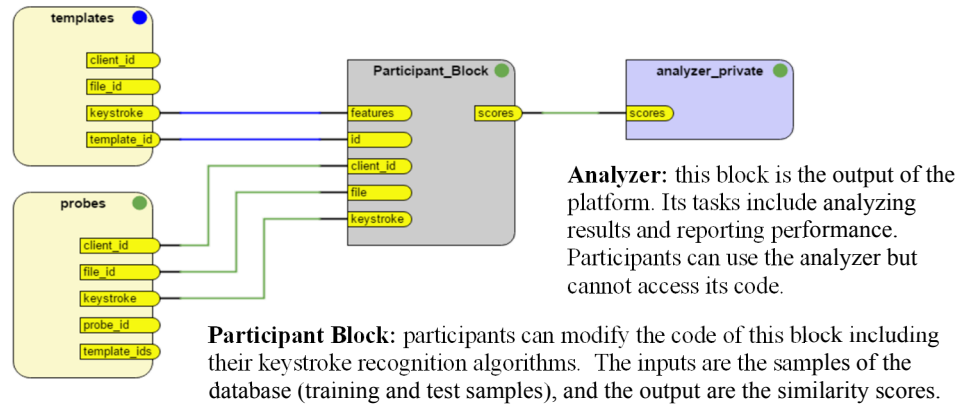 templates
client_id
file_id
keystroke
template_id
probes
client_id
file_id
keystroke
probe_id
template_ids
Participant_Block
features
id
client_id
file
keystroke
scores
analyzer_private
scores
Analyzer: this block is the output of the
platform. Its tasks include analyzing
results and reporting performance.
Participants can use the analyzer but
cannot access its code.
Participant Block: participants can modify the code of this block including
their keystroke recognition algorithms. The inputs are the samples of the
database (training and test samples), and the output are the similarity scores.